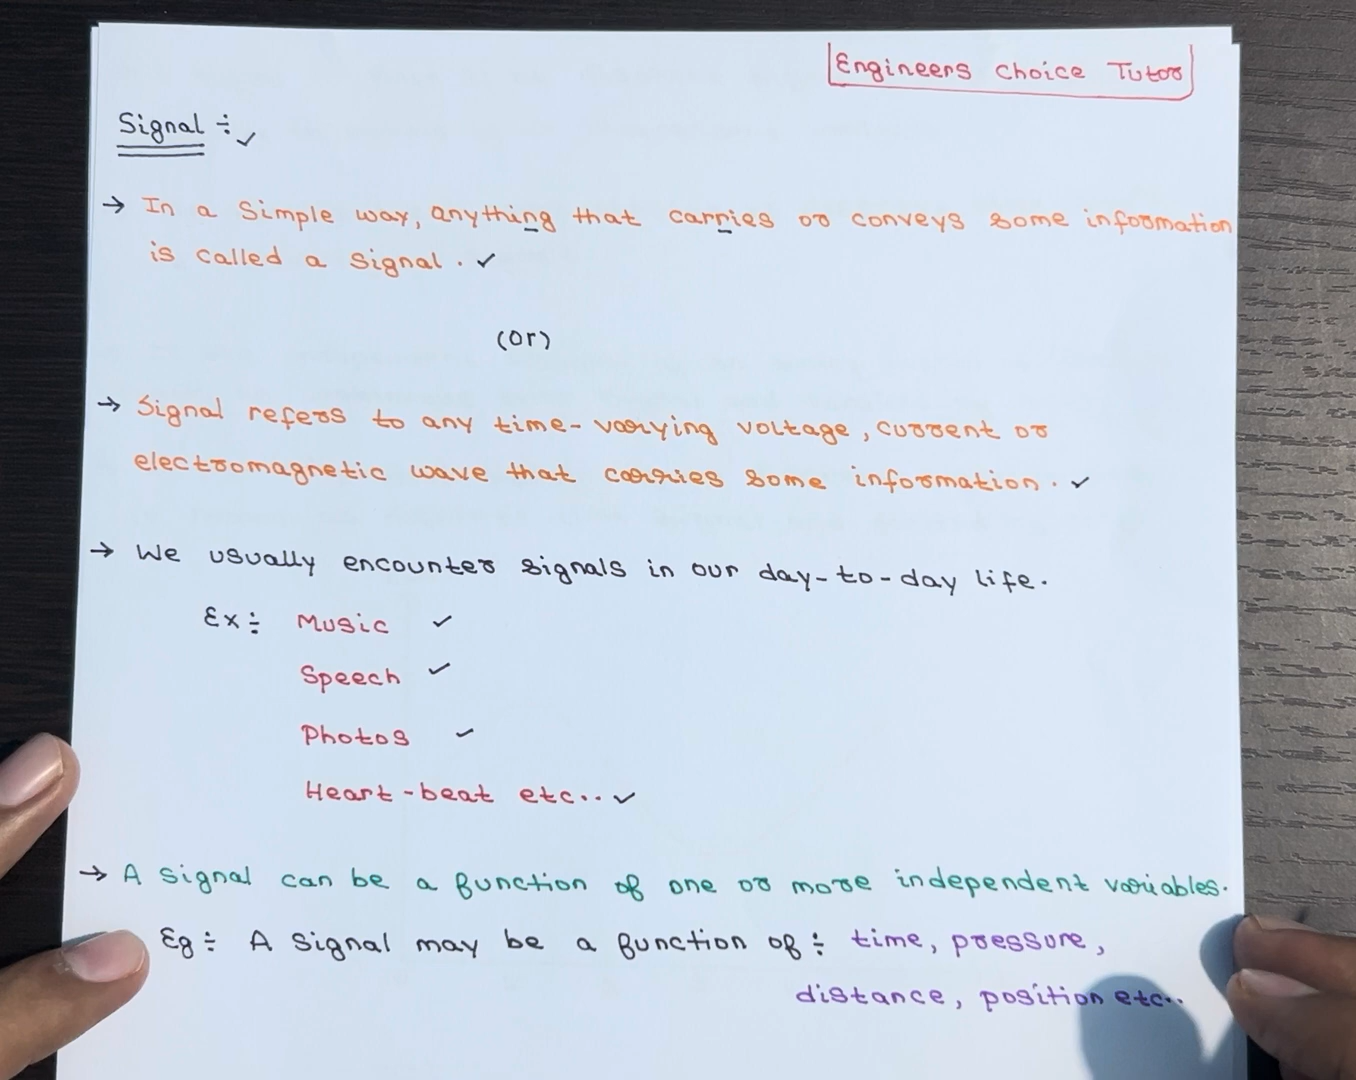 Engineers Choice Tutor
Signal ÷ ✓
→ In a Simple way, anything that carries or conveys some information
is called a Signal. ✓
(Or)
→ Signal refers to any time-varying voltage, current or
electromagnetic wave that carries some information. ✓
→ We usually encounter signals in our day-to-day life.
Ex ÷ Music ✓
Speech ✓
Photos ✓
Heart-beat etc.. ✓
→ A signal can be a function of one or more independent variables.
Eg ÷ A Signal may be a function of ÷ time, pressure,
distance, position etc..